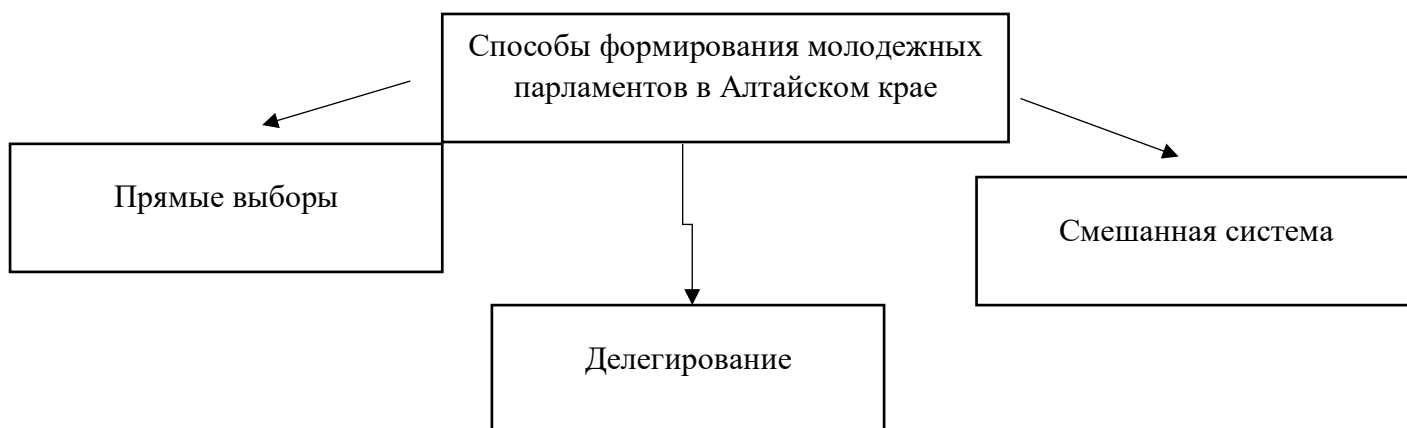 Способы формирования молодежных
парламентов в Алтайском крае
Прямые выборы
Смешанная система
Делегирование